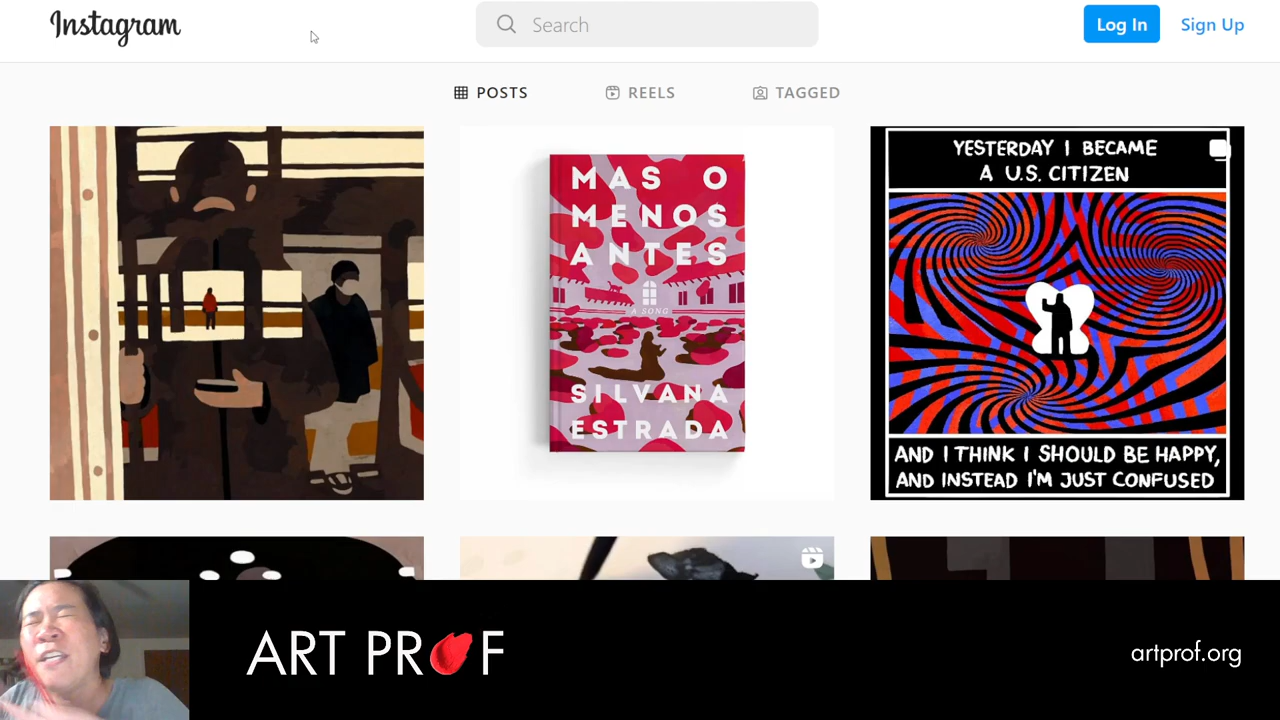 Instagram
Search
Log In
Sign Up
POSTS
REELS
TAGGED
MAS O
MENOS
ANTES
A SONG
SILVANA
ESTRADA
YESTERDAY I BECAME
A U.S. CITIZEN
AND I THINK I SHOULD BE HAPPY,
AND INSTEAD I'M JUST CONFUSED
ART PROF
artprof.org